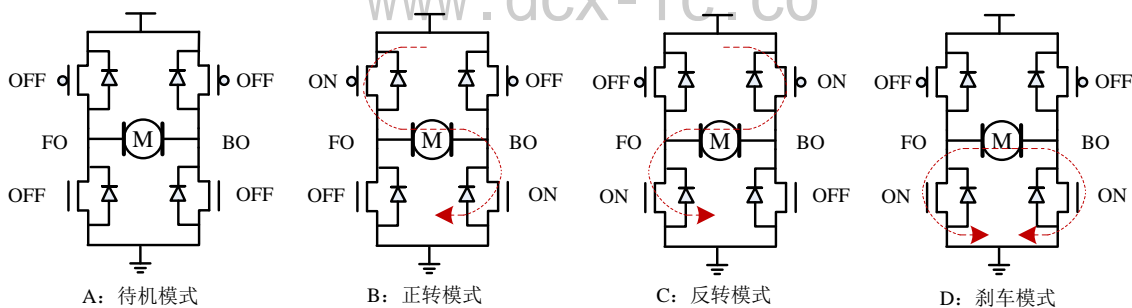 www.dcx-ic.co
OFF OFF ON OFF OFF ON OFF OFF
FO M BO FO M BO FO M BO FO M BO
OFF OFF OFF ON ON OFF ON ON
A：待机模式 B：正转模式 C：反转模式 D：刹车模式